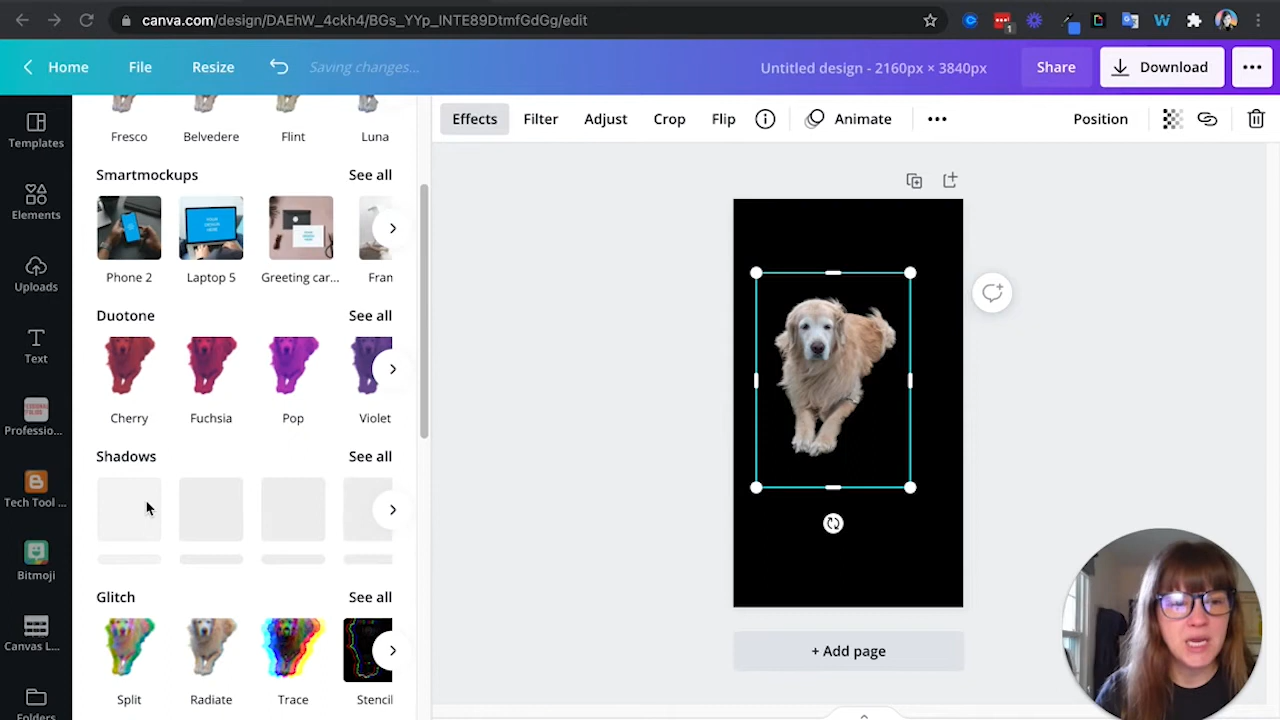 canva.com/design/DAEhW_4ckh4/BGs_YYp_lNTE89DtmfGdGg/edit
1
W
Home File Resize Saving changes... Untitled design - 2160px × 3840px Share Download
Effects Filter Adjust Crop Flip Animate Position
Templates
Elements
Uploads
Text
Professio...
Tech Tool ...
Bitmoji
Canvas L...
Folders
Fresco Belvedere Flint Luna
Smartmockups See all
Phone 2 Laptop 5 Greeting car... Fran
Duotone See all
Cherry Fuchsia Pop Violet
Shadows See all
Glitch See all
Split Radiate Trace Stencil
+ Add page